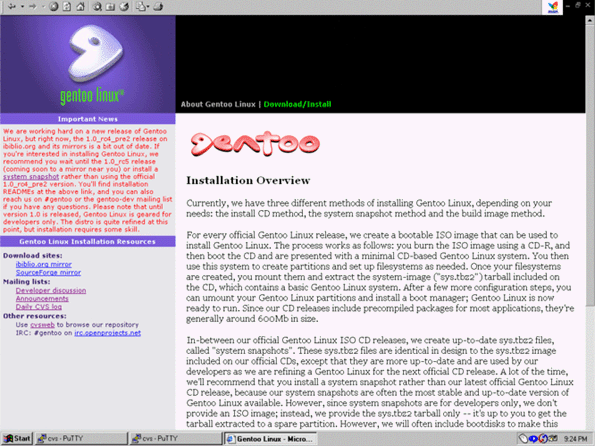 msn
gentoo linux
About Gentoo Linux | Download/Install
Important News
We are working hard on a new release of Gentoo
Linux, but right now, the 1.0_rc4_pre2 release on
ibiblio.org and its mirrors is a bit out of date. If
you're interested in installing Gentoo Linux, we
recommend you wait until the 1.0_rc5 release
(coming soon to a mirror near you) or install a
system snapshot rather than using the official
1.0_rc4_pre2 version. You'll find installation
READMEs at the above link, and you can also
reach us on #gentoo or the gentoo-dev mailing list
if you have any questions. Please note that until
version 1.0 is released, Gentoo Linux is geared for
developers only. The distro is quite refined at this
point, but installation requires some skill.
Gentoo Linux Installation Resources
Download sites:
ibiblio.org mirror
SourceForge mirror
Mailing lists:
Developer discussion
Announcements
Daily CVS log
Other resources:
Use cvsweb to browse our repository
IRC: #gentoo on irc.openprojects.net
gentoo
Installation Overview
Currently, we have three different methods of installing Gentoo Linux, depending on your
needs: the install CD method, the system snapshot method and the build image method.
For every official Gentoo Linux release, we create a bootable ISO image that can be used to
install Gentoo Linux. The process works as follows: you burn the ISO image using a CD-R, and
then boot the CD and are presented with a minimal CD-based Gentoo Linux system. You then
use this system to create partitions and set up filesystems as needed. Once your filesystems
are created, you mount them and extract the system-image ("sys.tbz2") tarball included on
the CD, which contains a basic Gentoo Linux system. After a few more configuration steps, you
can umount your Gentoo Linux partitions and install a boot manager; Gentoo Linux is now
ready to run. Since our CD releases include precompiled packages for most applications, they're
generally around 600Mb in size.
In-between our official Gentoo Linux ISO CD releases, we create up-to-date sys.tbz2 files,
called "system snapshots". These sys.tbz2 files are identical in design to the sys.tbz2 image
included on our official CDs, except that they are more up-to-date and are used by our
developers as we are refining a Gentoo Linux for the next official CD release. A lot of the time,
we'll recommend that you install a system snapshot rather than our latest official Gentoo Linux
CD release, because our system snapshots are often the most stable and up-to-date version of
Gentoo Linux available. However, since system snapshots are for developers only, we don't
provide an ISO image; instead, we provide the sys.tbz2 tarball only -- it's up to you to get the
tarball extracted to a spare partition. However, we will often include bootdisks to make this
Start
cvs - PuTTY
cvs - PuTTY
Gentoo Linux - Micro...
9:24 PM